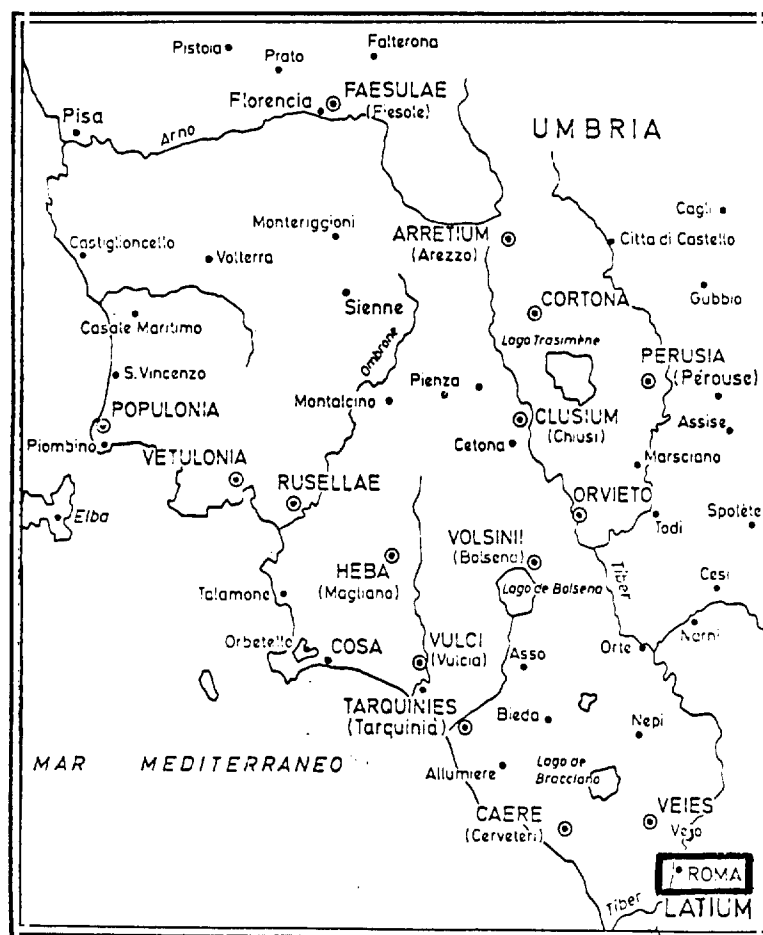 Pistoia
Prato
Falterona
FAESULAE
(Fiesole)
Florencia
Pisa
Arno
UMBRIA
Cagli
Monteriggioni
ARRETIUM
(Arezzo)
Citta di Castello
Castiglioncello
Volterra
Gubbio
Sienne
CORTONA
Casale Maritimo
Ombrone
Lago Trasimène
PERUSIA
(Pérouse)
S. Vincenzo
Pienza
Montalcino
POPULONIA
CLUSIUM
(Chiusi)
Assise
Piombino
Cetona
Marsciano
VETULONIA
RUSELLAE
ORVIETO
Elba
Todi
Spolète
VOLSINII
(Bolsena)
HEBA
(Magliano)
Lago de Bolsena
Tiber
Cesi
Talamone
Narni
Orbetello
COSA
VULCI
(Vulcia)
Asso
Orte
TARQUINIES
(Tarquinia)
Bieda
Nepi
MAR MEDITERRANEO
Allumiere
Lago de
Bracciano
CAERE
(Cerveteri)
VEIES
Vejo
ROMA
Tiber
LATIUM